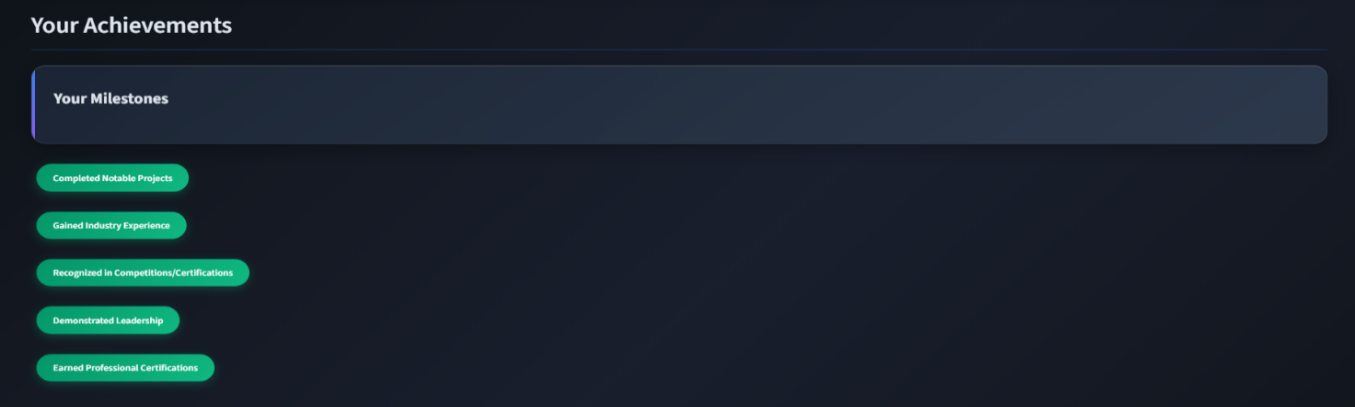 Your Achievements
Your Milestones
Completed Notable Projects
Gained Industry Experience
Recognized in Competitions/Certifications
Demonstrated Leadership
Earned Professional Certifications